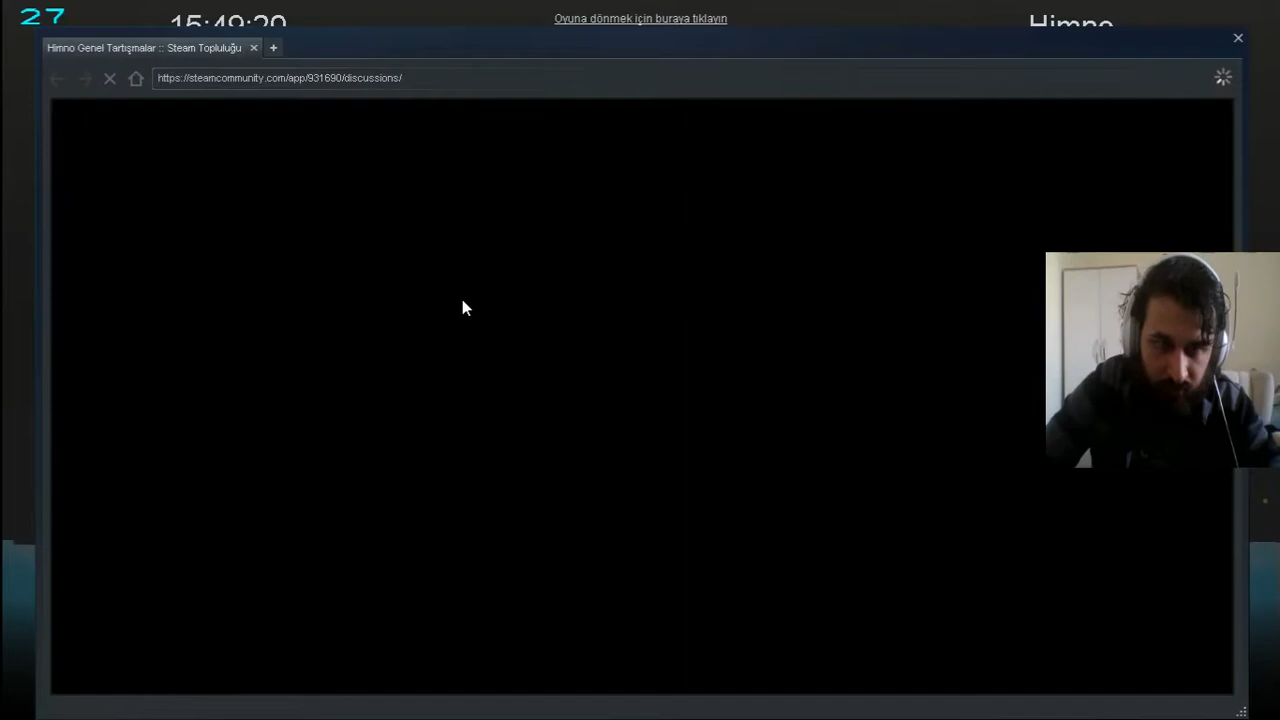 27
15:49:20
Oyuna dönmek için buraya tıklayın
Himno
Himno Genel Tartışmalar :: Steam Topluluğu
https://steamcommunity.com/app/931690/discussions/